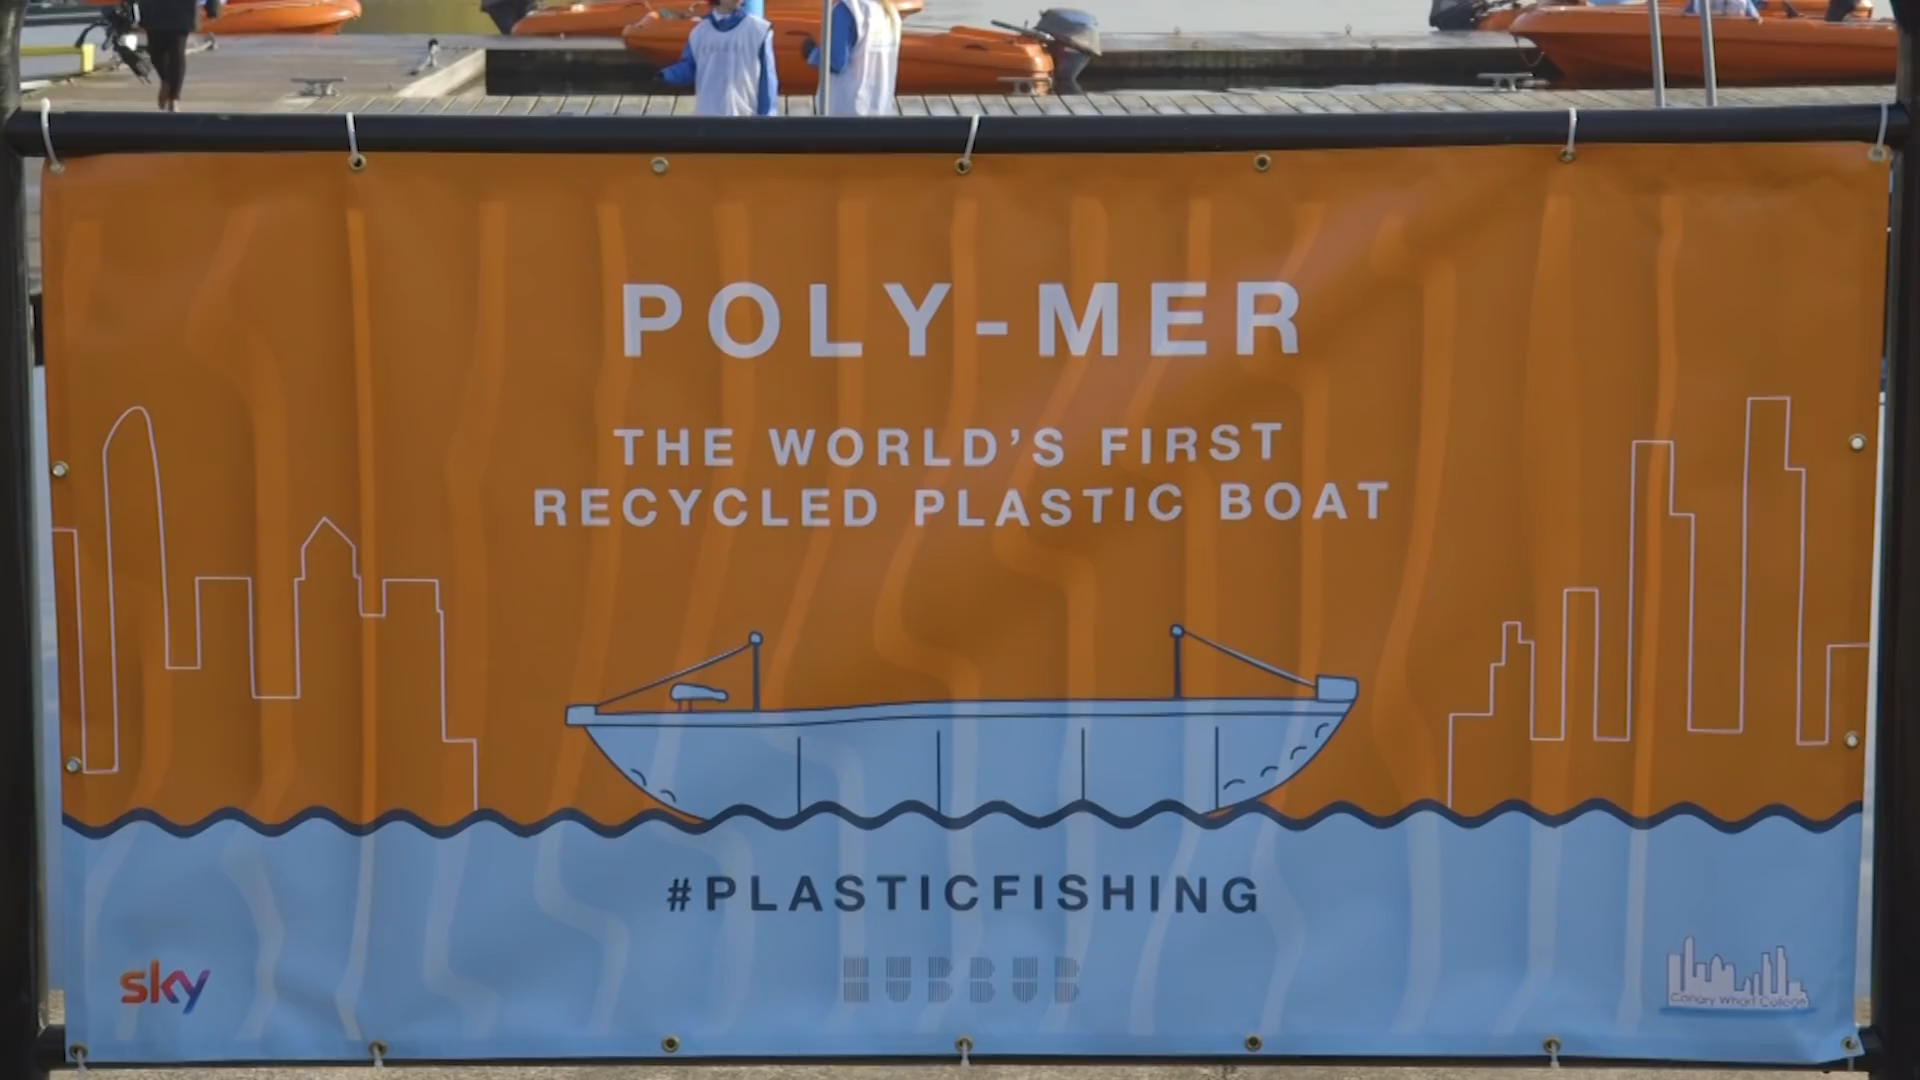 POLY-MER
THE WORLD'S FIRST
RECYCLED PLASTIC BOAT
#PLASTICFISHING
HUBBUB
sky
Canary Wharf College